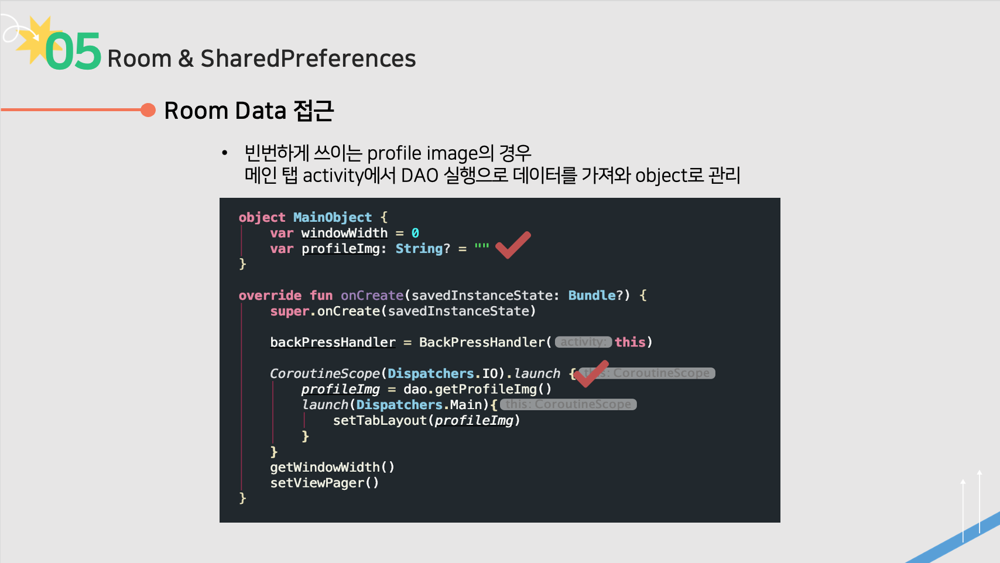 05 Room & SharedPreferences
Room Data 접근
• 빈번하게 쓰이는 profile image의 경우
메인 탭 activity에서 DAO 실행으로 데이터를 가져와 object로 관리
object MainObject {
    var windowWidth = 0
    var profileImg: String? = ""
}
override fun onCreate(savedInstanceState: Bundle?) {
    super.onCreate(savedInstanceState)
    backPressHandler = BackPressHandler( activity: this)
    CoroutineScope(Dispatchers.IO).launch { this: CoroutineScope
        profileImg = dao.getProfileImg()
        launch(Dispatchers.Main){ this: CoroutineScope
            setTabLayout(profileImg)
        }
    }
    getWindowWidth()
    setViewPager()
}